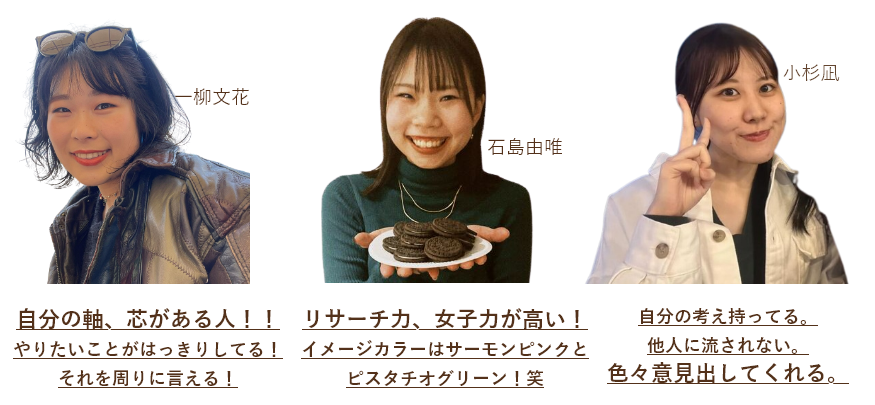 一柳文花
石島由唯
小杉凪
自分の軸、芯がある人！！
やりたいことがはっきりしてる！
それを周りに言える！
リサーチ力、女子力が高い！
イメージカラーはサーモンピンクと
ピスタチオグリーン！笑
自分の考え持ってる。
他人に流されない。
色々意見出してくれる。